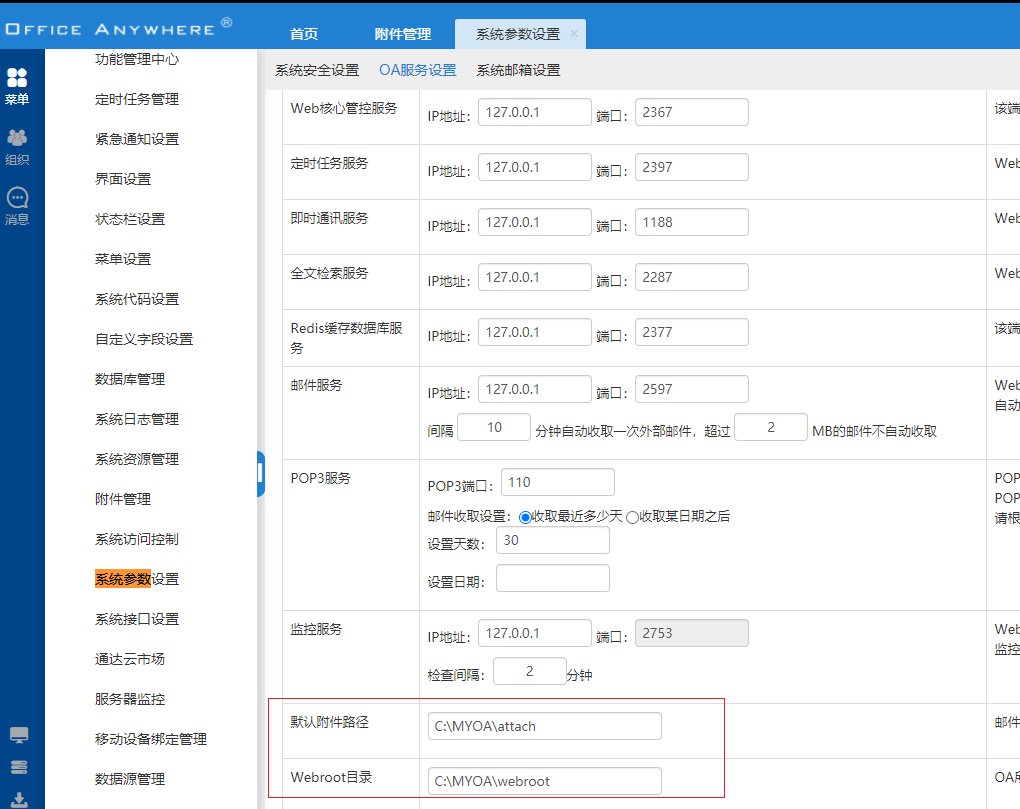 OFFICE ANYWHERE ®
首页 附件管理 系统参数设置 ×
菜单
组织
消息
功能管理中心
定时任务管理
紧急通知设置
界面设置
状态栏设置
菜单设置
系统代码设置
自定义字段设置
数据库管理
系统日志管理
系统资源管理
附件管理
系统访问控制
系统参数设置
系统接口设置
通达云市场
服务器监控
移动设备绑定管理
数据源管理
系统安全设置 OA服务设置 系统邮箱设置
Web核心管控服务 IP地址： 127.0.0.1 端口： 2367 该端
定时任务服务 IP地址： 127.0.0.1 端口： 2397 Web
即时通讯服务 IP地址： 127.0.0.1 端口： 1188 Web
全文检索服务 IP地址： 127.0.0.1 端口： 2287 Web
Redis缓存数据库服 IP地址： 127.0.0.1 端口： 2377 该端
务
邮件服务 IP地址： 127.0.0.1 端口： 2597 Web
自动
间隔 10 分钟自动收取一次外部邮件，超过 2 MB的邮件不自动收取
POP3服务 POP3端口： 110 POP
POP
邮件收取设置： 收取最近多少天 收取某日期之后 请根
设置天数： 30
设置日期：
监控服务 IP地址： 127.0.0.1 端口： 2753 Web
监控
检查间隔： 2 分钟
默认附件路径 C:\MYOA\attach 邮件
Webroot目录 C:\MYOA\webroot OA所